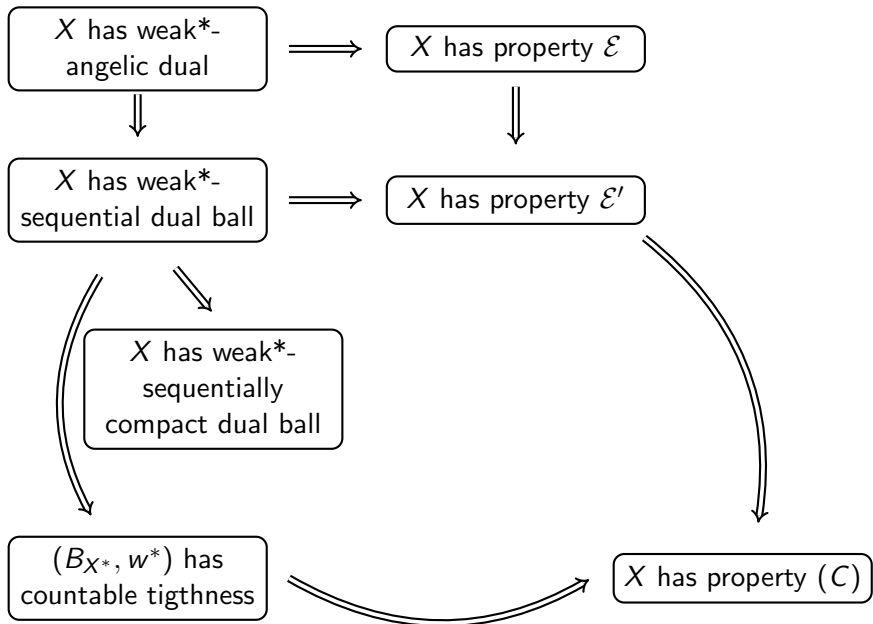 X has weak*-
angelic dual
X has property ℰ
X has weak*-
sequential dual ball
X has property ℰ′
X has weak*-
sequentially
compact dual ball
(B_{X*}, w*) has
countable tigthness
X has property (C)